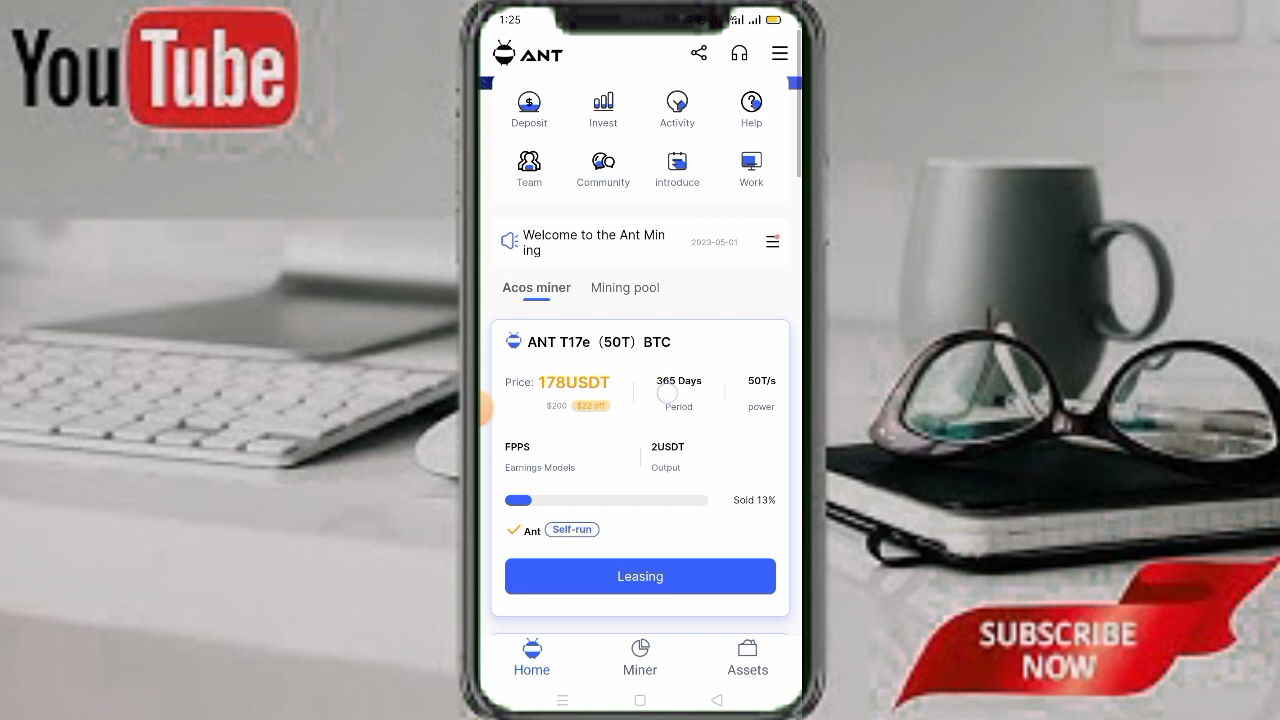 YouTube
1:25
ANT
Deposit
Invest
Activity
Help
Team
Community
introduce
Work
Welcome to the Ant Min
ing
2023-05-01
Acos miner
Mining pool
ANT T17e（50T）BTC
Price: 178USDT
$200 $22 off
365 Days
Period
50T/s
power
FPPS
Earnings Models
2USDT
Output
Sold 13%
Ant Self-run
Leasing
Home
Miner
Assets
SUBSCRIBE
NOW